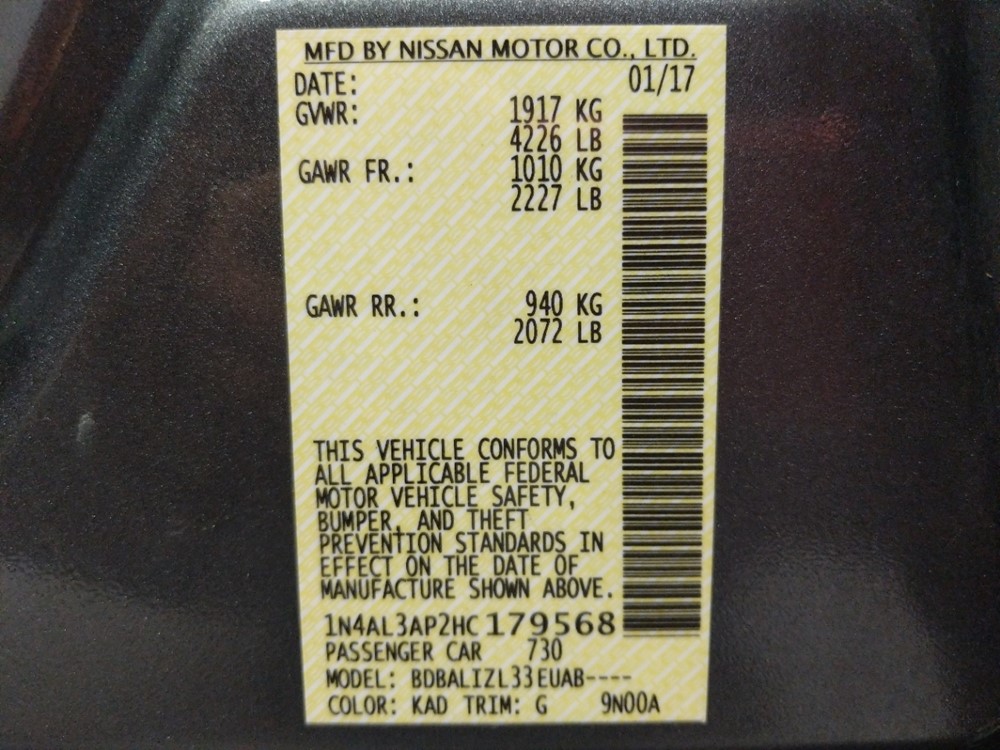 MFD BY NISSAN MOTOR CO., LTD.
DATE: 01/17
GVWR: 1917 KG
4226 LB
GAWR FR.: 1010 KG
2227 LB
GAWR RR.: 940 KG
2072 LB
THIS VEHICLE CONFORMS TO
ALL APPLICABLE FEDERAL
MOTOR VEHICLE SAFETY,
BUMPER, AND THEFT
PREVENTION STANDARDS IN
EFFECT ON THE DATE OF
MANUFACTURE SHOWN ABOVE.
1N4AL3AP2HC179568
PASSENGER CAR 730
MODEL: BDBALIZL33EUAB----
COLOR: KAD TRIM: G 9N00A